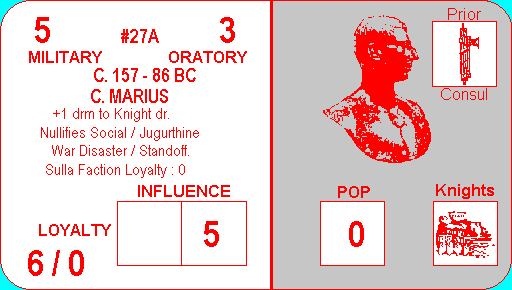 5 #27A 3
MILITARY ORATORY
C. 157 - 86 BC
C. MARIUS
+1 drm to Knight dr.
Nullifies Social / Jugurthine
War Disaster / Standoff.
Sulla Faction Loyalty : 0
INFLUENCE
LOYALTY 5
6 / 0
Prior
Consul
POP Knights
0